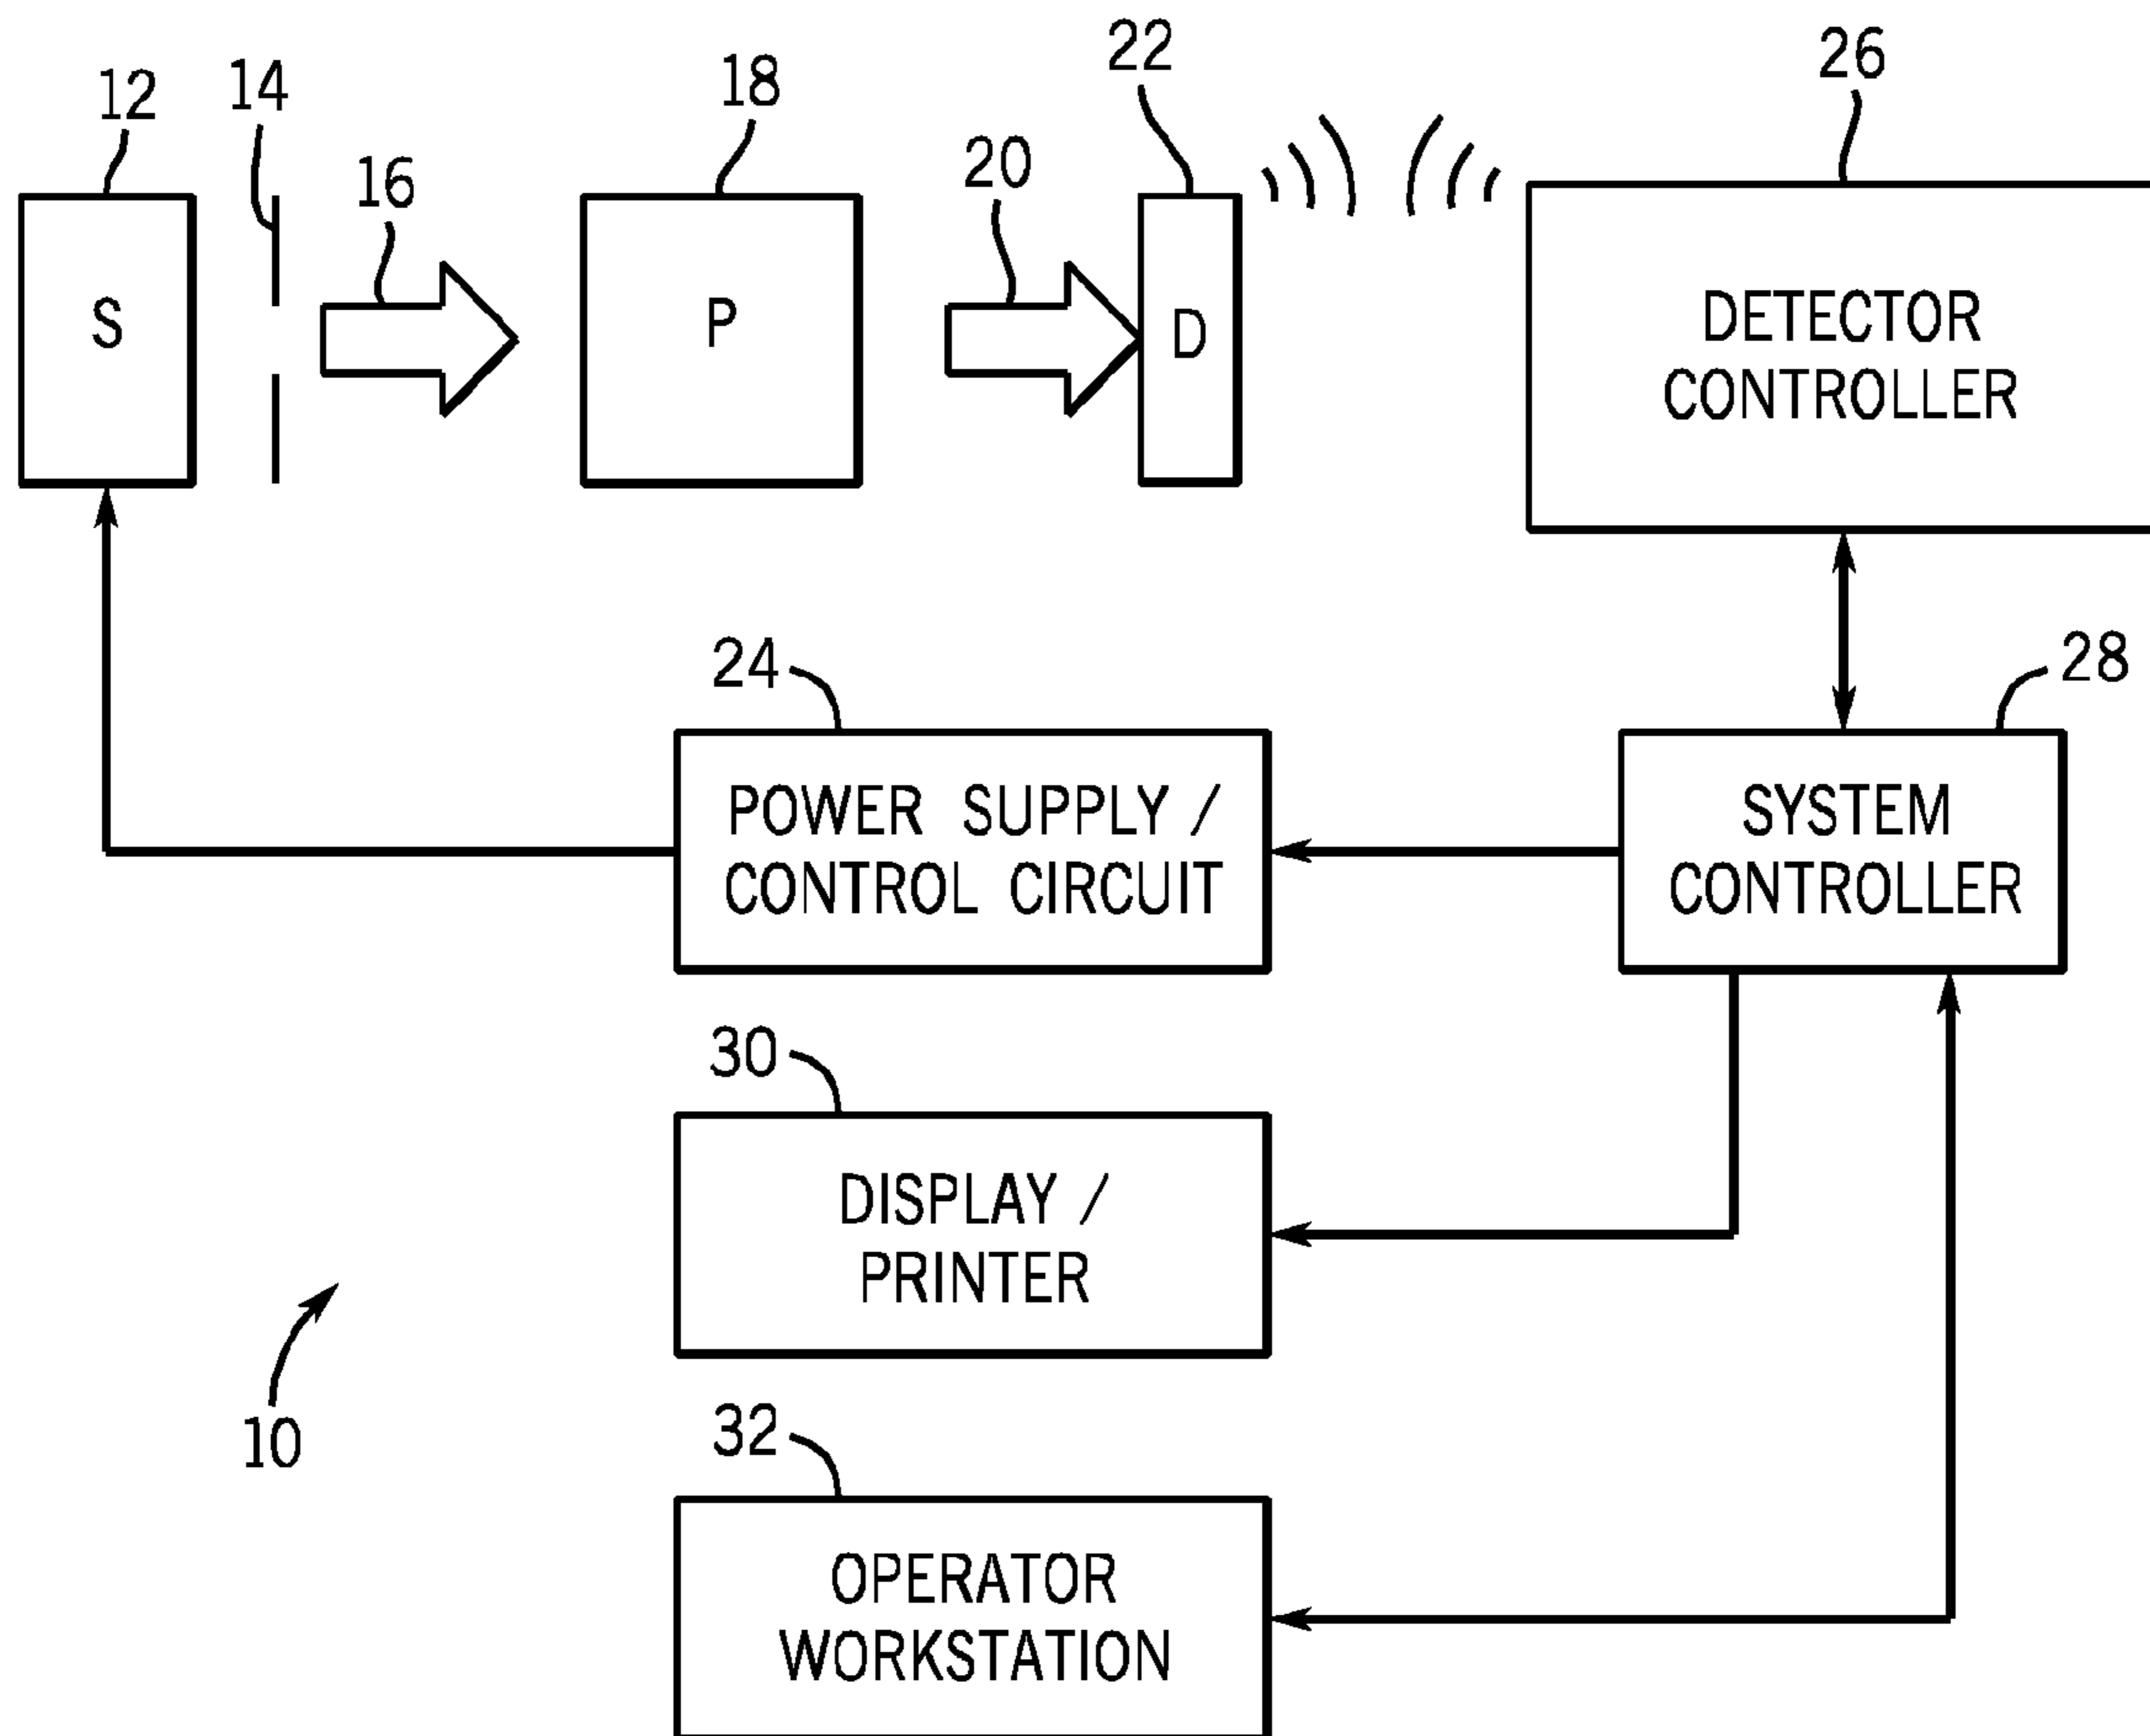 12
14
16
18
20
22
26
S
P
D
DETECTOR
CONTROLLER
24
28
POWER SUPPLY /
CONTROL CIRCUIT
SYSTEM
CONTROLLER
30
DISPLAY /
PRINTER
10
32
OPERATOR
WORKSTATION